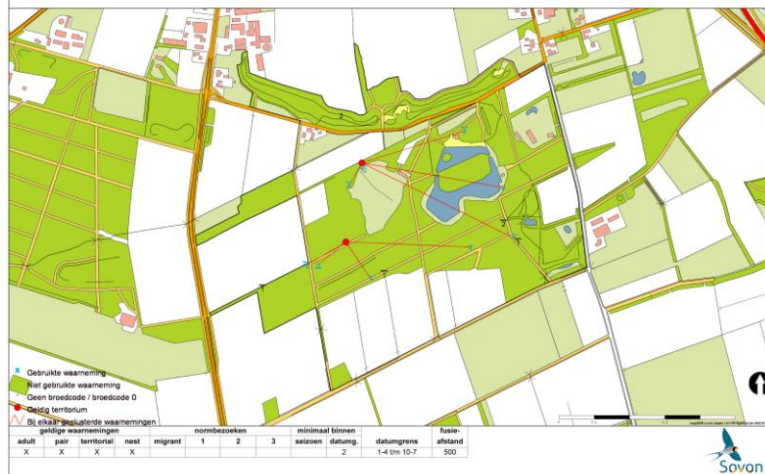 2
2
Gebruikte waarneming
Niet gebruikte waarneming
Geen broedcode / broedcode 0
Geldig territorium
Bij elkaar geclusterde waarnemingen
geldige waarnemingen normbezoeken minimaal binnen fusie-
adult pair territorial nest migrant 1 2 3 seizoen datumg. datumgrens afstand
X X X X 2 1-4 t/m 10-7 500
Sovon